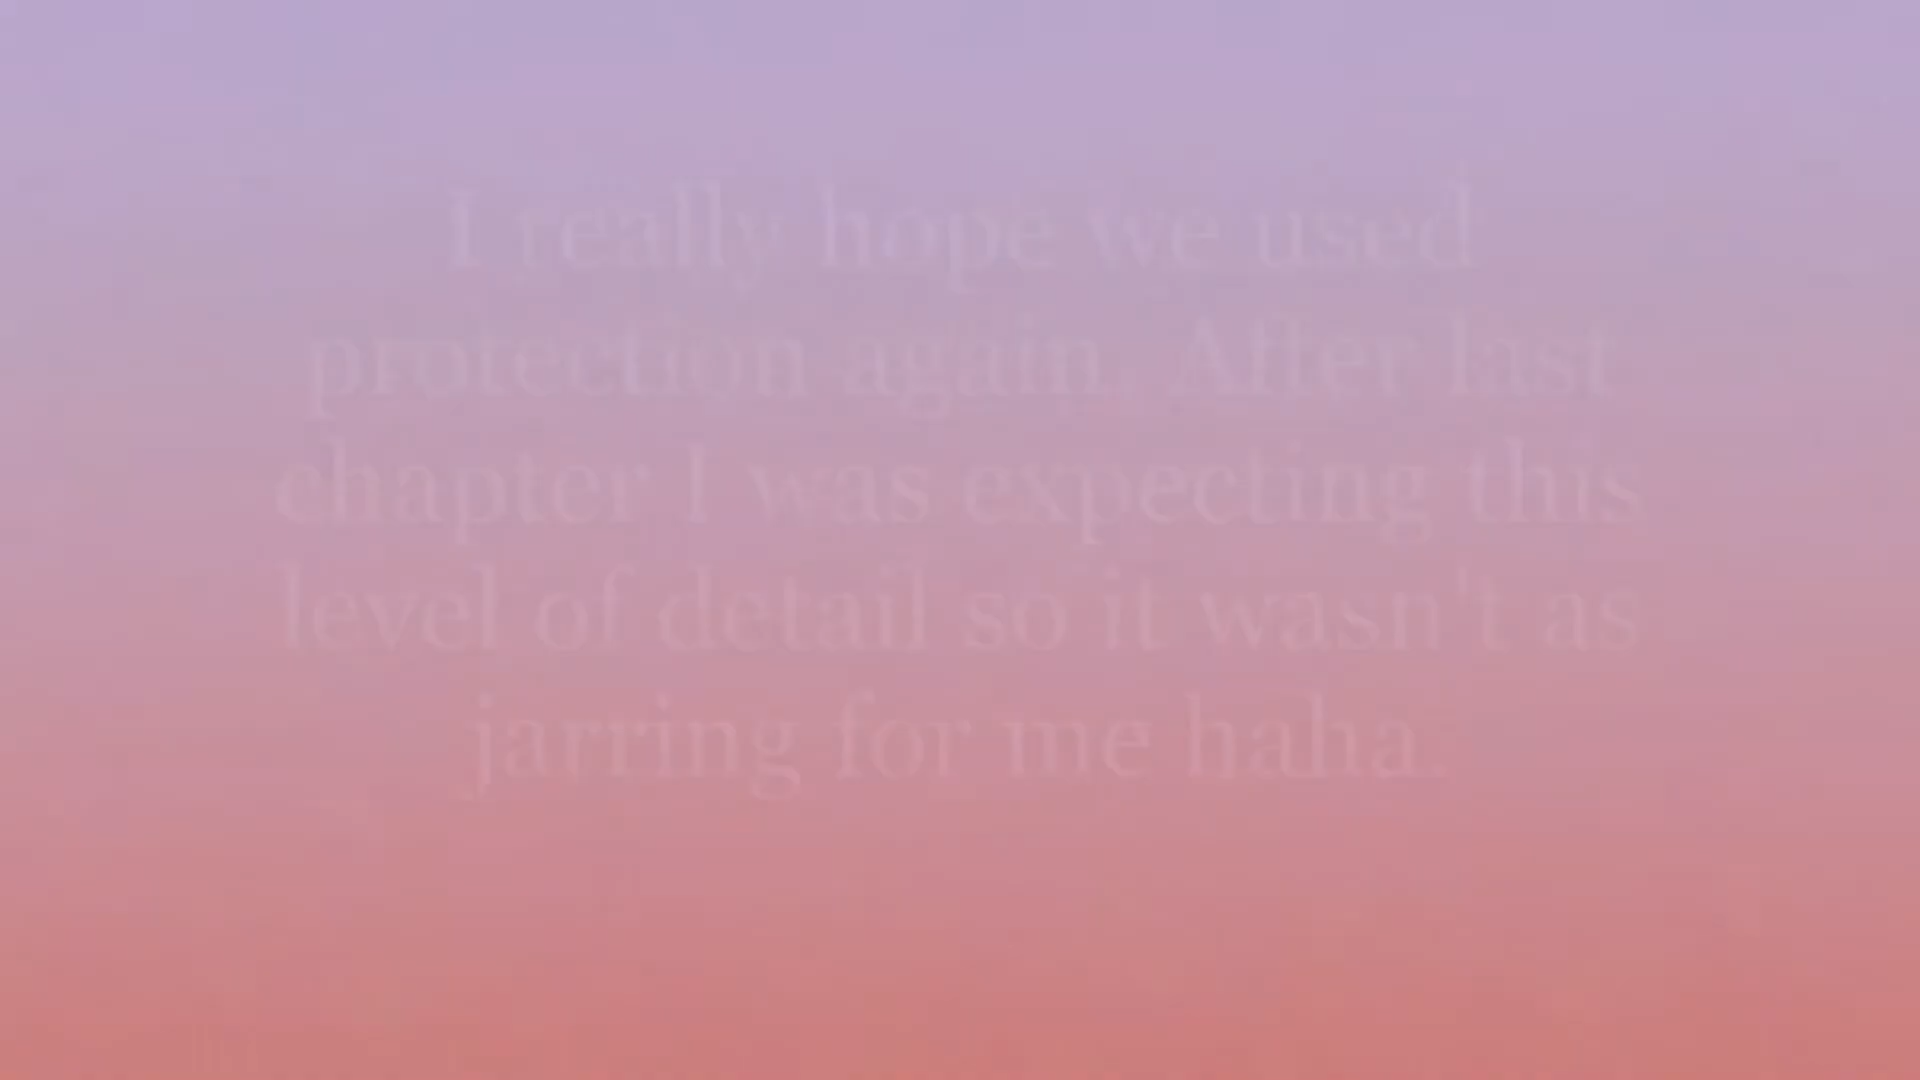 I really hope we used
protection again. After last
chapter I was expecting this
level of detail so it wasn't as
jarring for me haha.